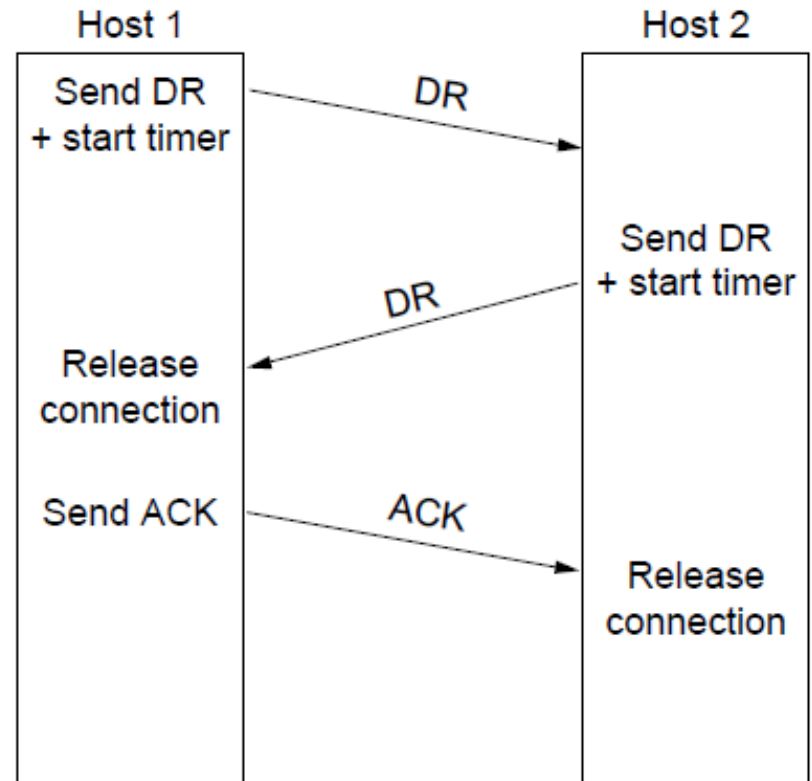 Host 1
Host 2
Send DR
+ start timer
DR
Send DR
+ start timer
DR
Release
connection
Send ACK
ACK
Release
connection